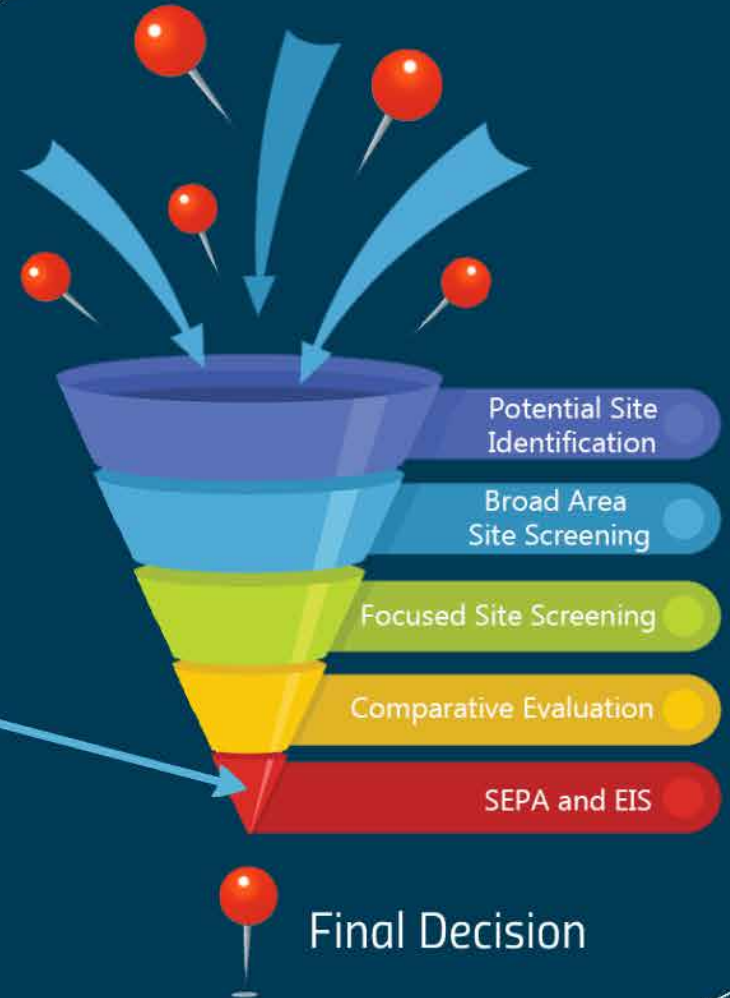 Potential Site
Identification
Broad Area
Site Screening
Focused Site Screening
Comparative Evaluation
SEPA and EIS
Final Decision